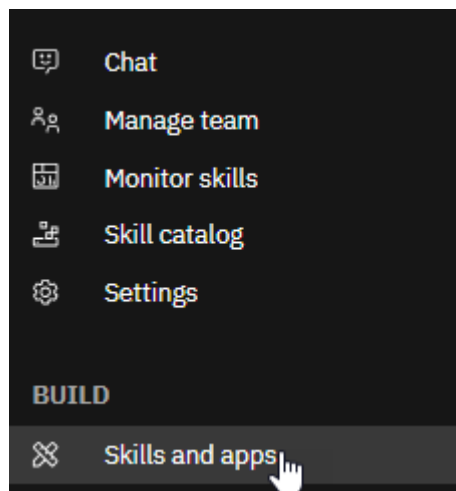 Chat
Manage team
Monitor skills
Skill catalog
Settings
BUILD
Skills and apps